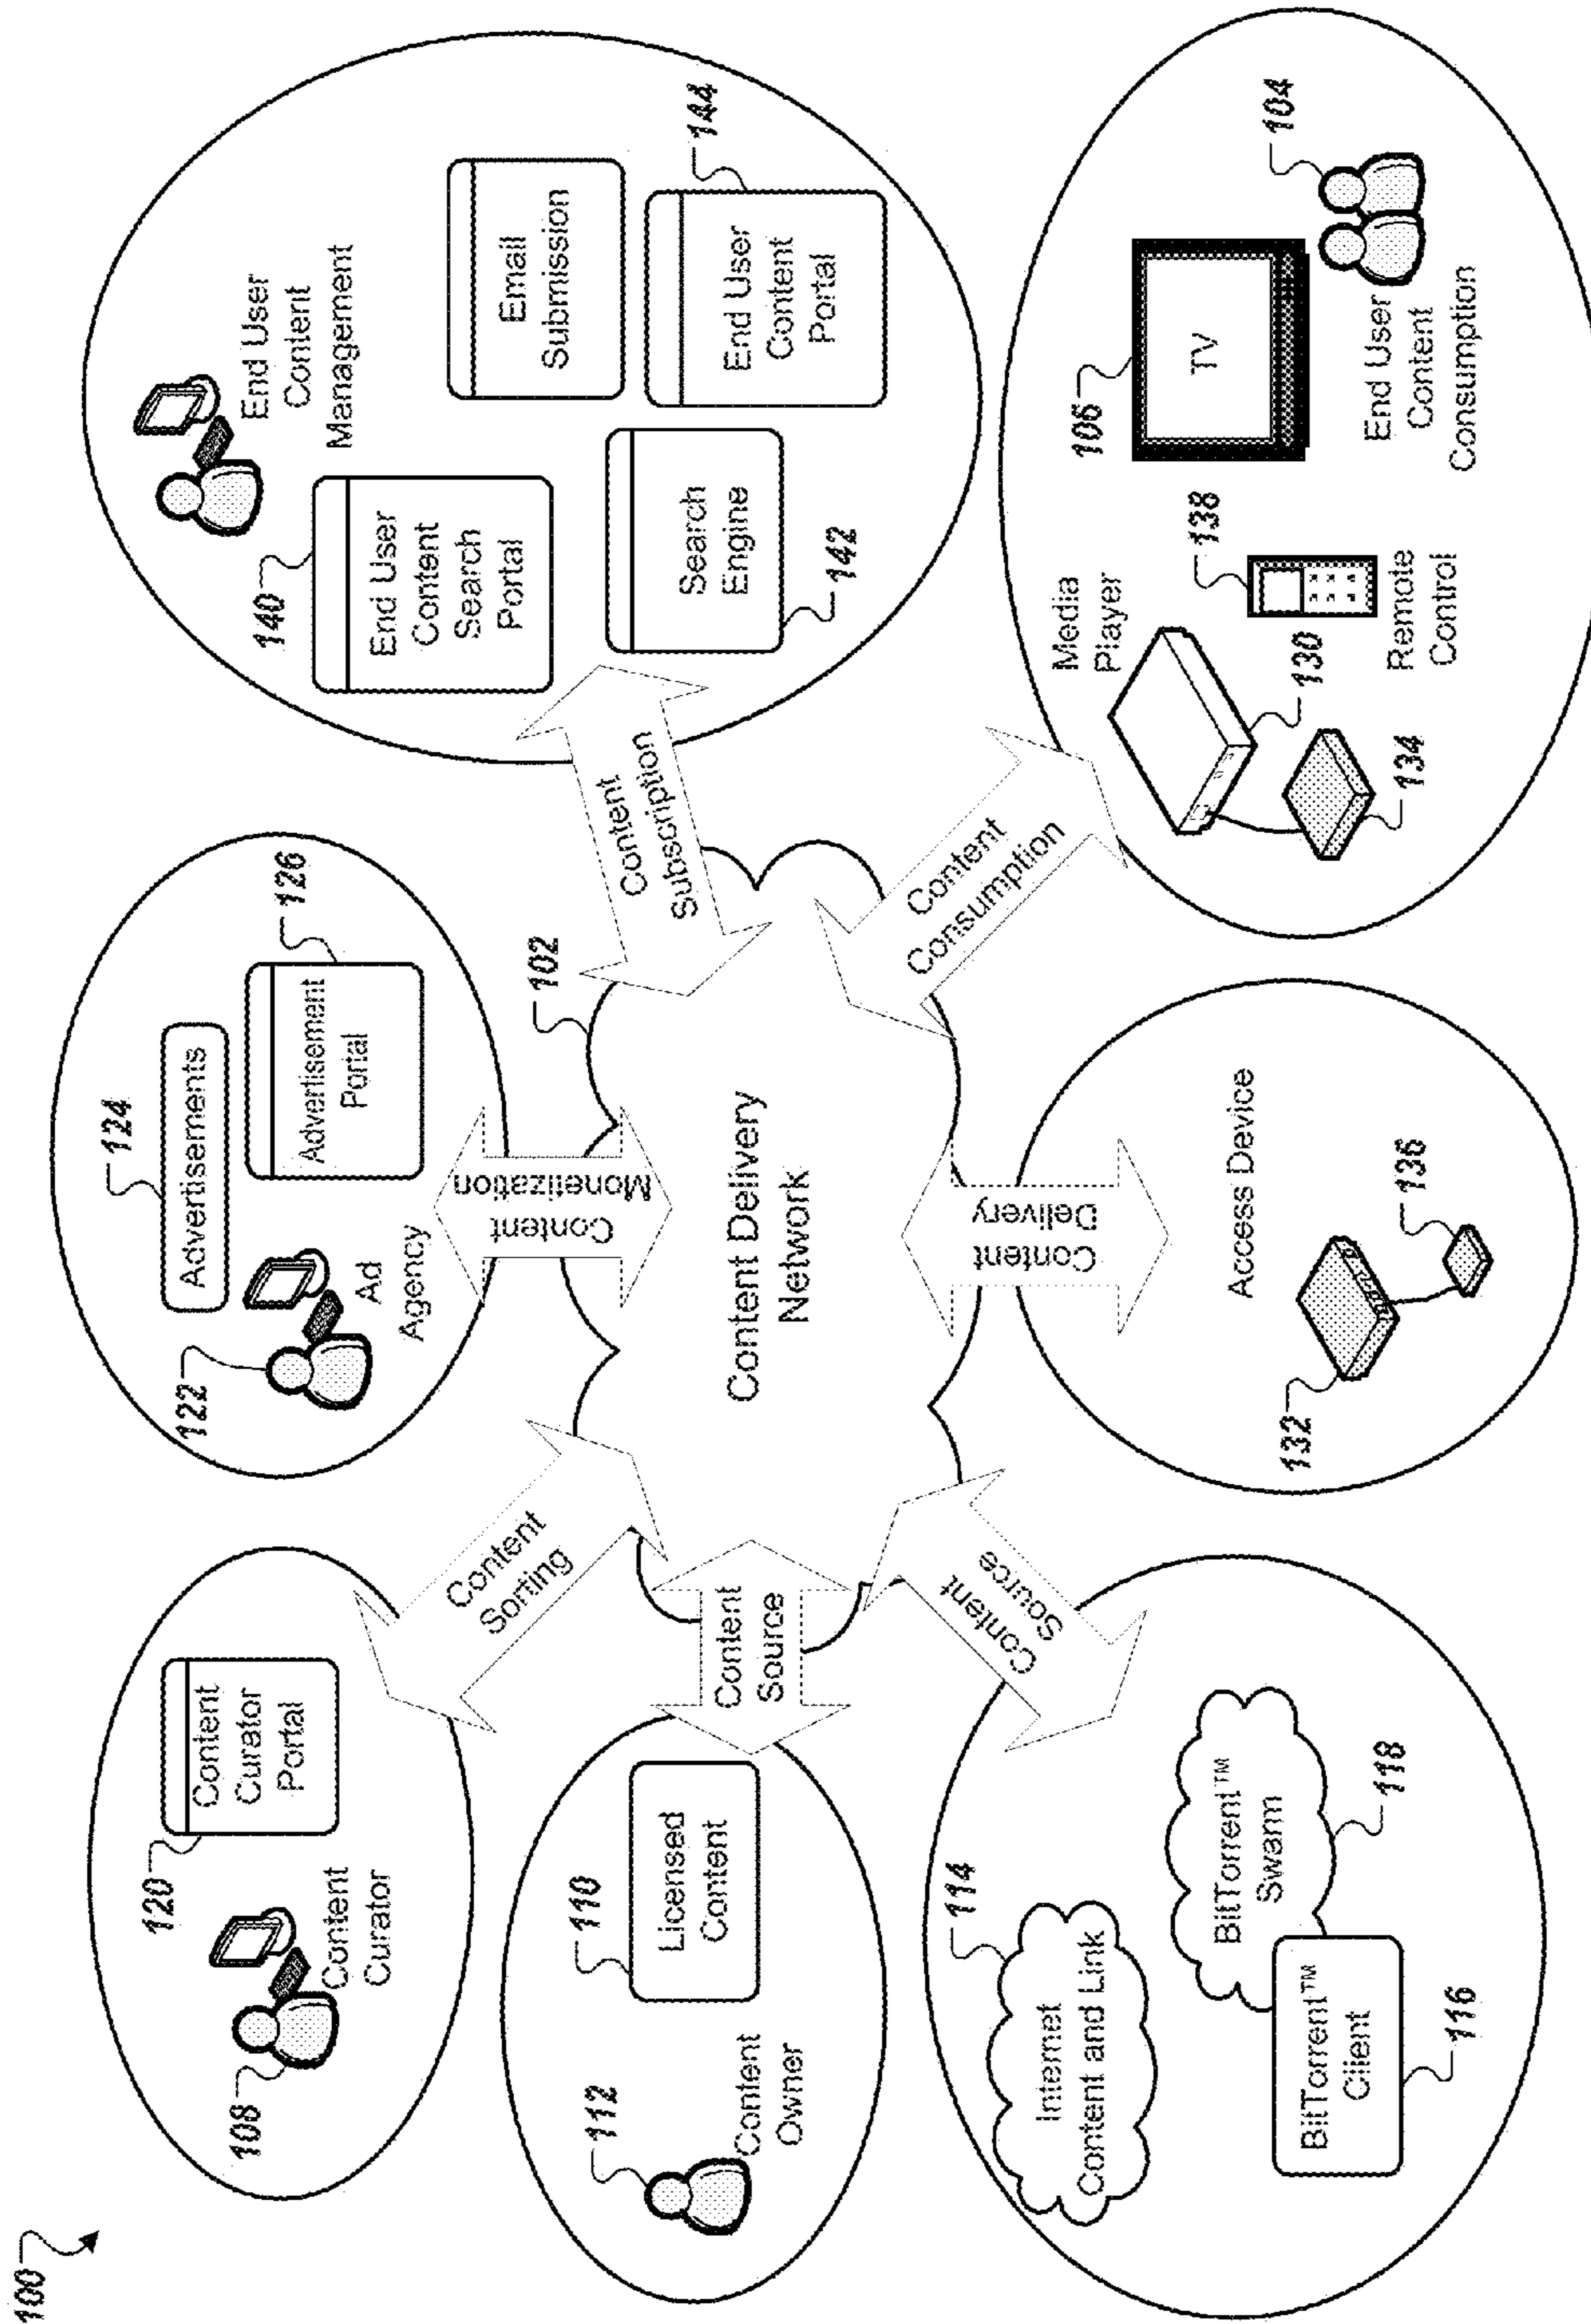 100
108
120
Content
Curator
Content
Curator
Portal
Content
Sorting
122
124
Advertisements
Ad
Agency
Advertisement
Portal
126
Content
Monetization
End User
Content
Management
140
End User
Content
Search
Portal
Email
Submission
Search
Engine
142
End User
Content
Portal
144
Content
Subscription
112
Content
Owner
110
Licensed
Content
Content
Source
102
Content Delivery
Network
114
Internet
Content and Link
BitTorrent™
Swarm
118
BitTorrent™
Client
116
Content
Source
Content
Delivery
Access Device
132
136
Content
Consumption
Media
Player
130
134
138
Remote
Control
106
TV
104
End User
Content
Consumption